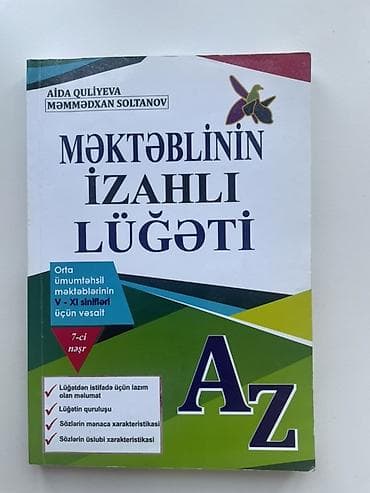 AİDA QULİYEVA
MƏMMƏDXAN SOLTANOV
MƏKTƏBLİNİN
İZAHLI
LÜĞƏTİ
Orta
ümumtəhsil
məktəblərinin
V - XI sinifləri
üçün vəsait
7-ci
nəşr
Lüğətdən istifadə üçün lazım
olan məlumat
Lüğətin quruluşu
Sözlərin mənaca xarakteristikası
Sözlərin üslubi xarakteristikası
AZ